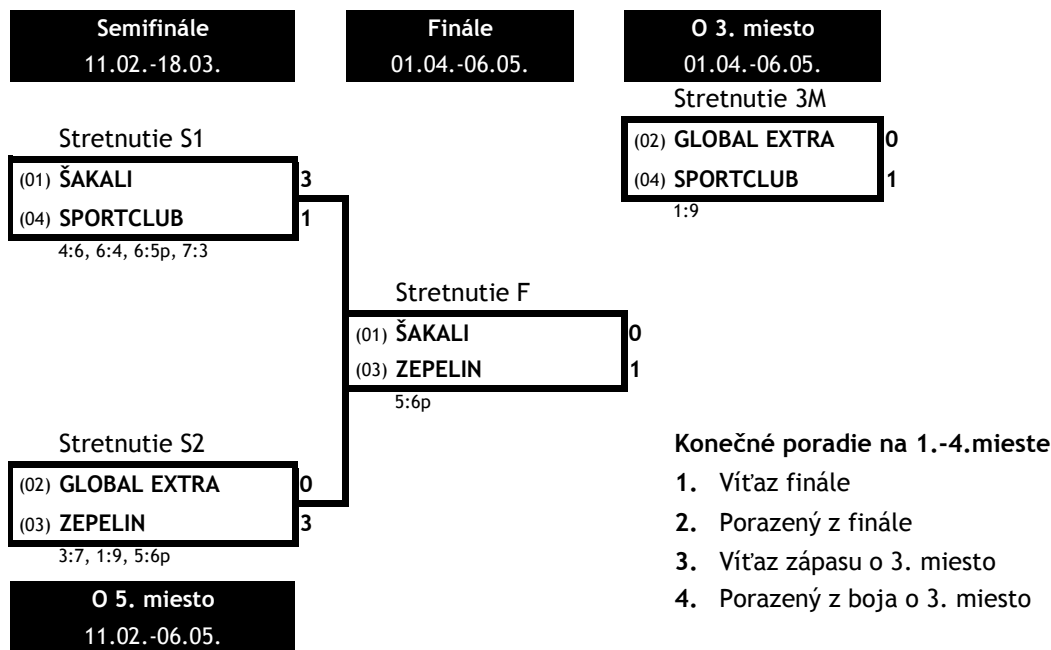 Semifinále
11.02.-18.03.
Finále
01.04.-06.05.
O 3. miesto
01.04.-06.05.
Stretnutie 3M
(02) GLOBAL EXTRA 0
(04) SPORTCLUB 1
1:9
Stretnutie S1
(01) ŠAKALI 3
(04) SPORTCLUB 1
4:6, 6:4, 6:5p, 7:3
Stretnutie F
(01) ŠAKALI 0
(03) ZEPELIN 1
5:6p
Stretnutie S2
(02) GLOBAL EXTRA 0
(03) ZEPELIN 3
3:7, 1:9, 5:6p
Konečné poradie na 1.-4.mieste
1. Víťaz finále
2. Porazený z finále
3. Víťaz zápasu o 3. miesto
4. Porazený z boja o 3. miesto
O 5. miesto
11.02.-06.05.